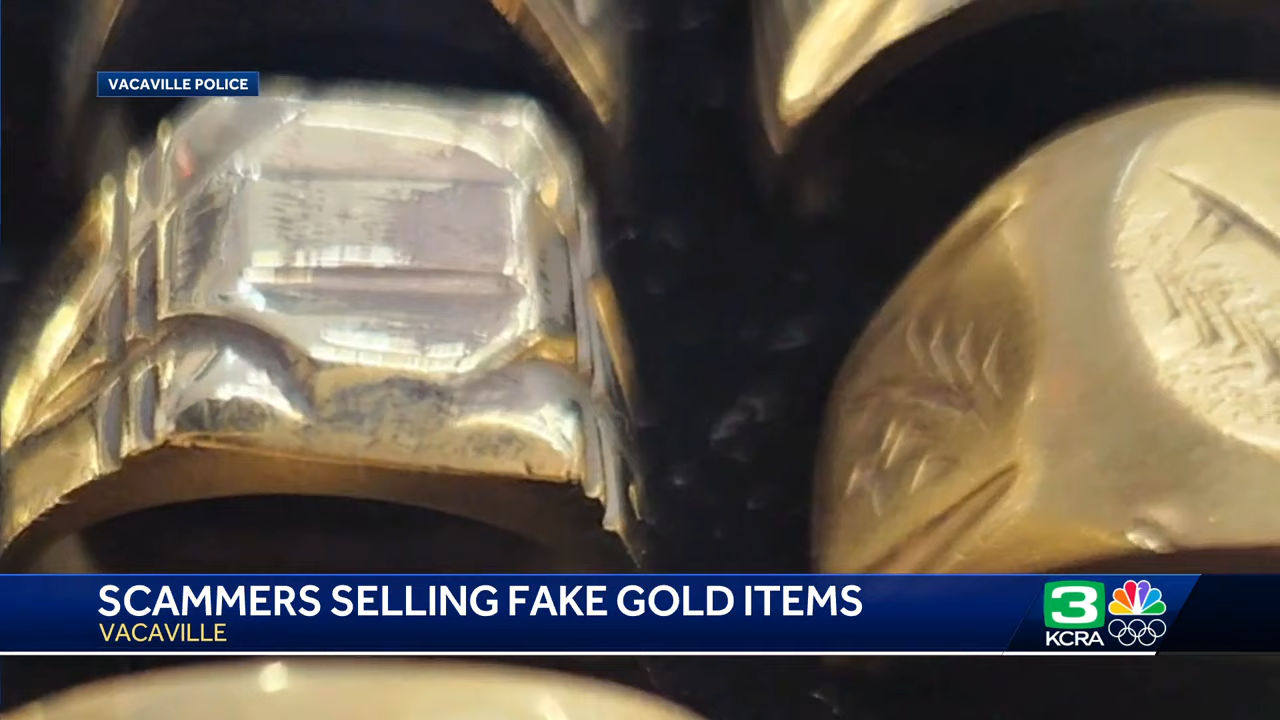 VACAVILLE POLICE
SCAMMERS SELLING FAKE GOLD ITEMS
VACAVILLE
3
KCRA